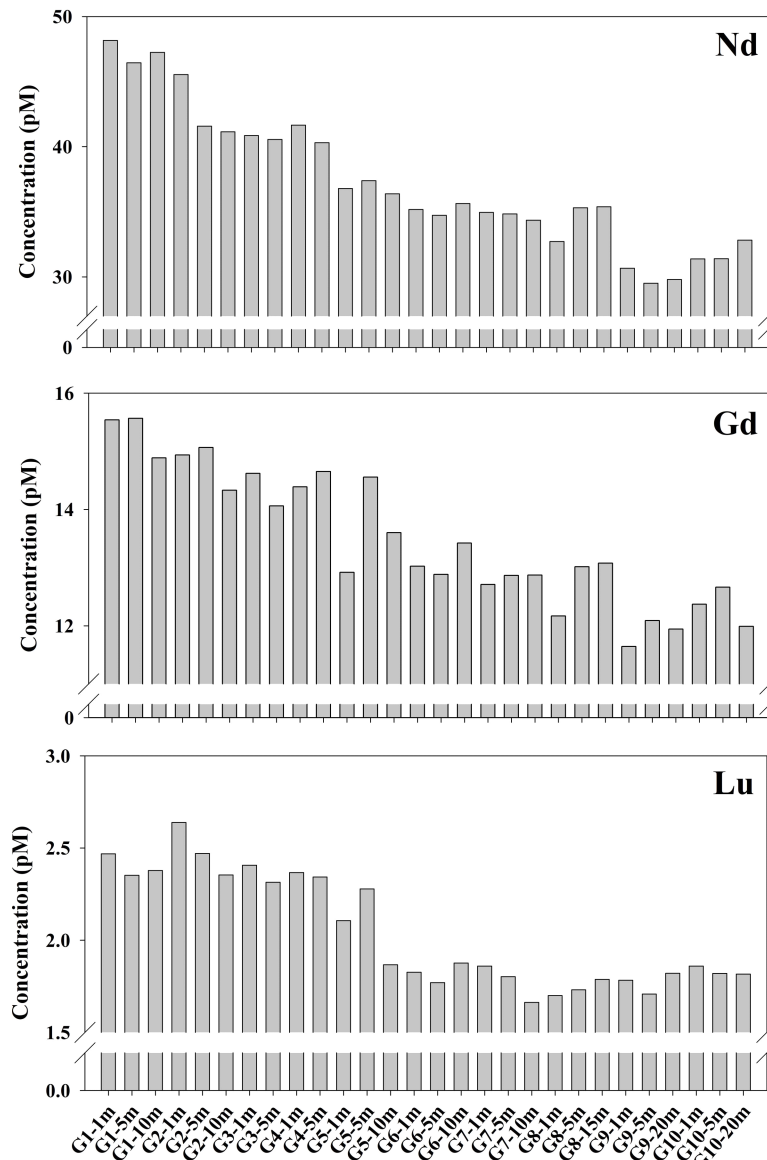 Nd
Concentration (pM)
50
40
30
0
Gd
Concentration (pM)
16
14
12
0
Lu
Concentration (pM)
3.0
2.5
2.0
1.5
0.0
G1-1m
G1-5m
G1-10m
G2-1m
G2-5m
G2-10m
G3-1m
G3-5m
G4-1m
G4-5m
G5-1m
G5-5m
G5-10m
G6-1m
G6-5m
G6-10m
G7-1m
G7-5m
G7-10m
G8-1m
G8-5m
G8-15m
G9-1m
G9-5m
G9-20m
G10-1m
G10-5m
G10-20m